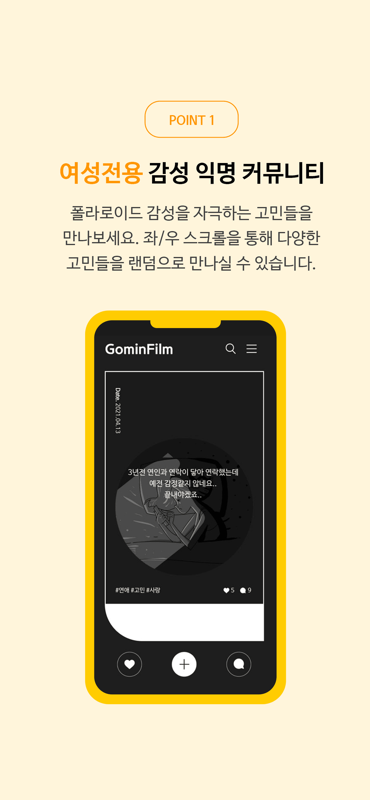 POINT 1
여성전용 감성 익명 커뮤니티
폴라로이드 감성을 자극하는 고민들을
만나보세요. 좌/우 스크롤을 통해 다양한
고민들을 랜덤으로 만나실 수 있습니다.
GominFilm
Date. 2021.04.13
3년전 연인과 연락이 닿아 연락했는데
예전 감정같지 않네요..
끝내야겠죠..
#연애 #고민 #사랑
5 9